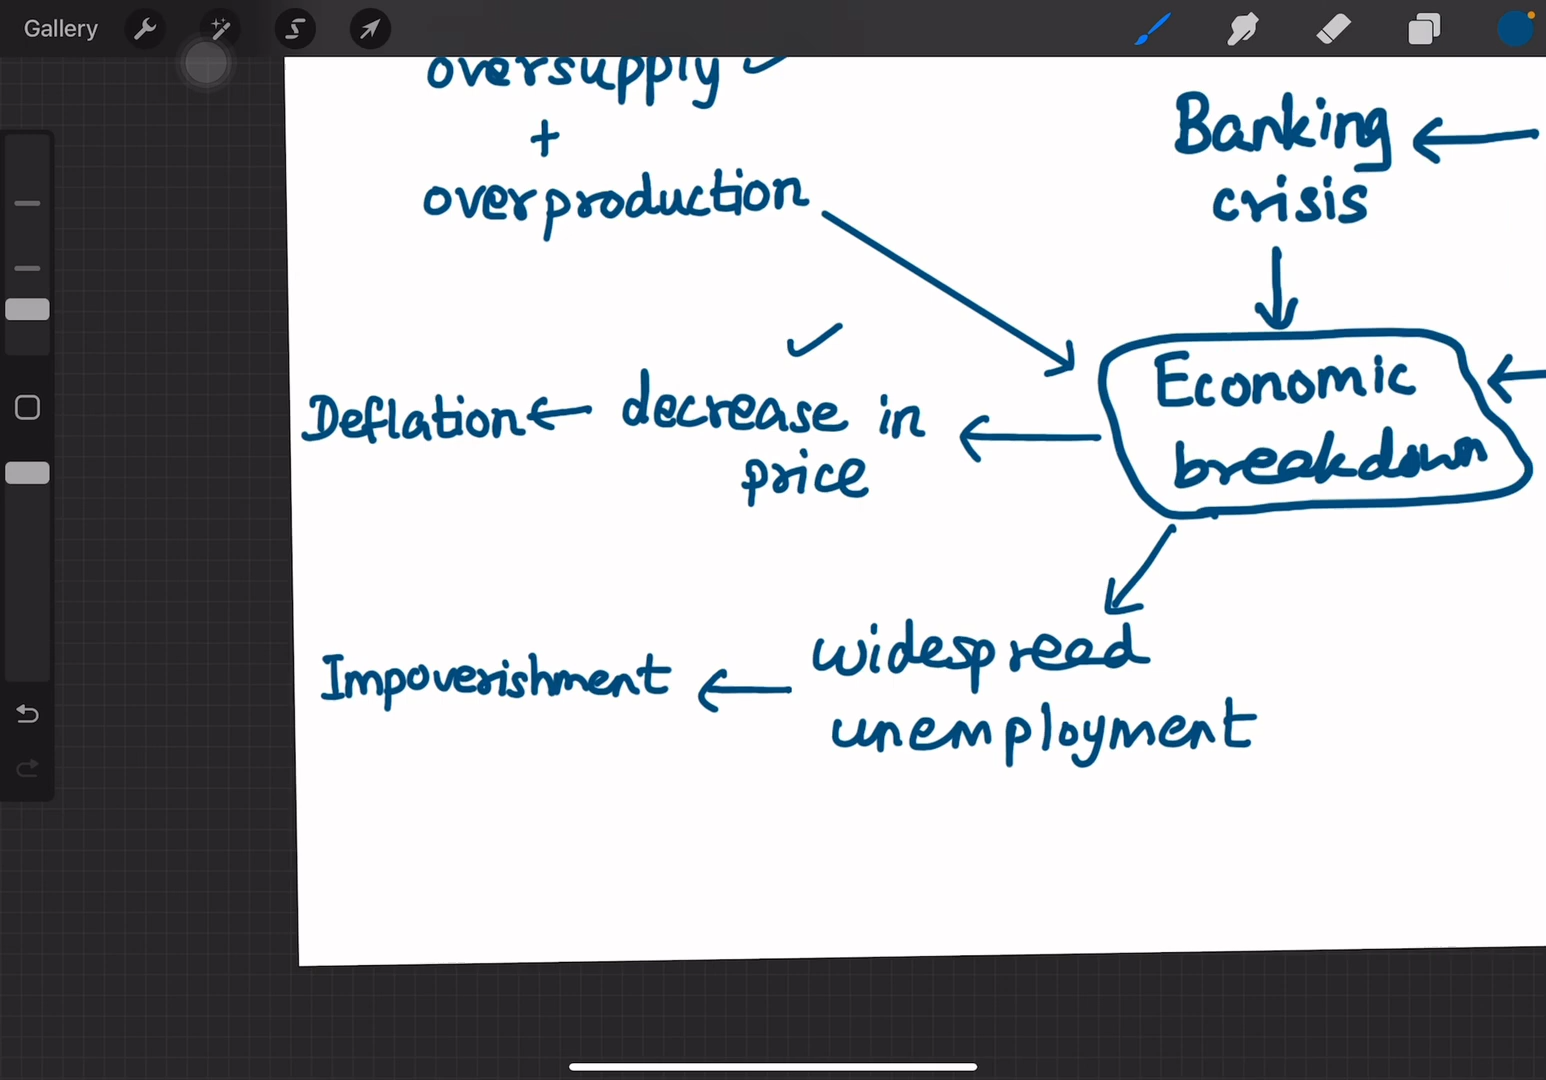 Gallery
oversupply
+
overproduction
Banking
crisis
Economic
breakdown
decrease in
price
Deflation
widespread
unemployment
Impoverishment